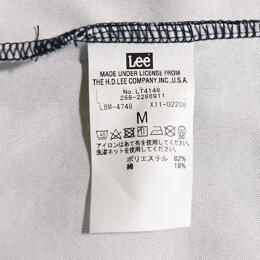 Lee
MADE UNDER LICENSE FROM
THE H.D.LEE COMPANY,INC.,U.S.A.
No. LT4148
268-2266911
LBM-4748 X11-02206
M
アイロンはあて布を使用してください。
洗濯ネットを使用してください。
ポリエステル 82%
綿 18%